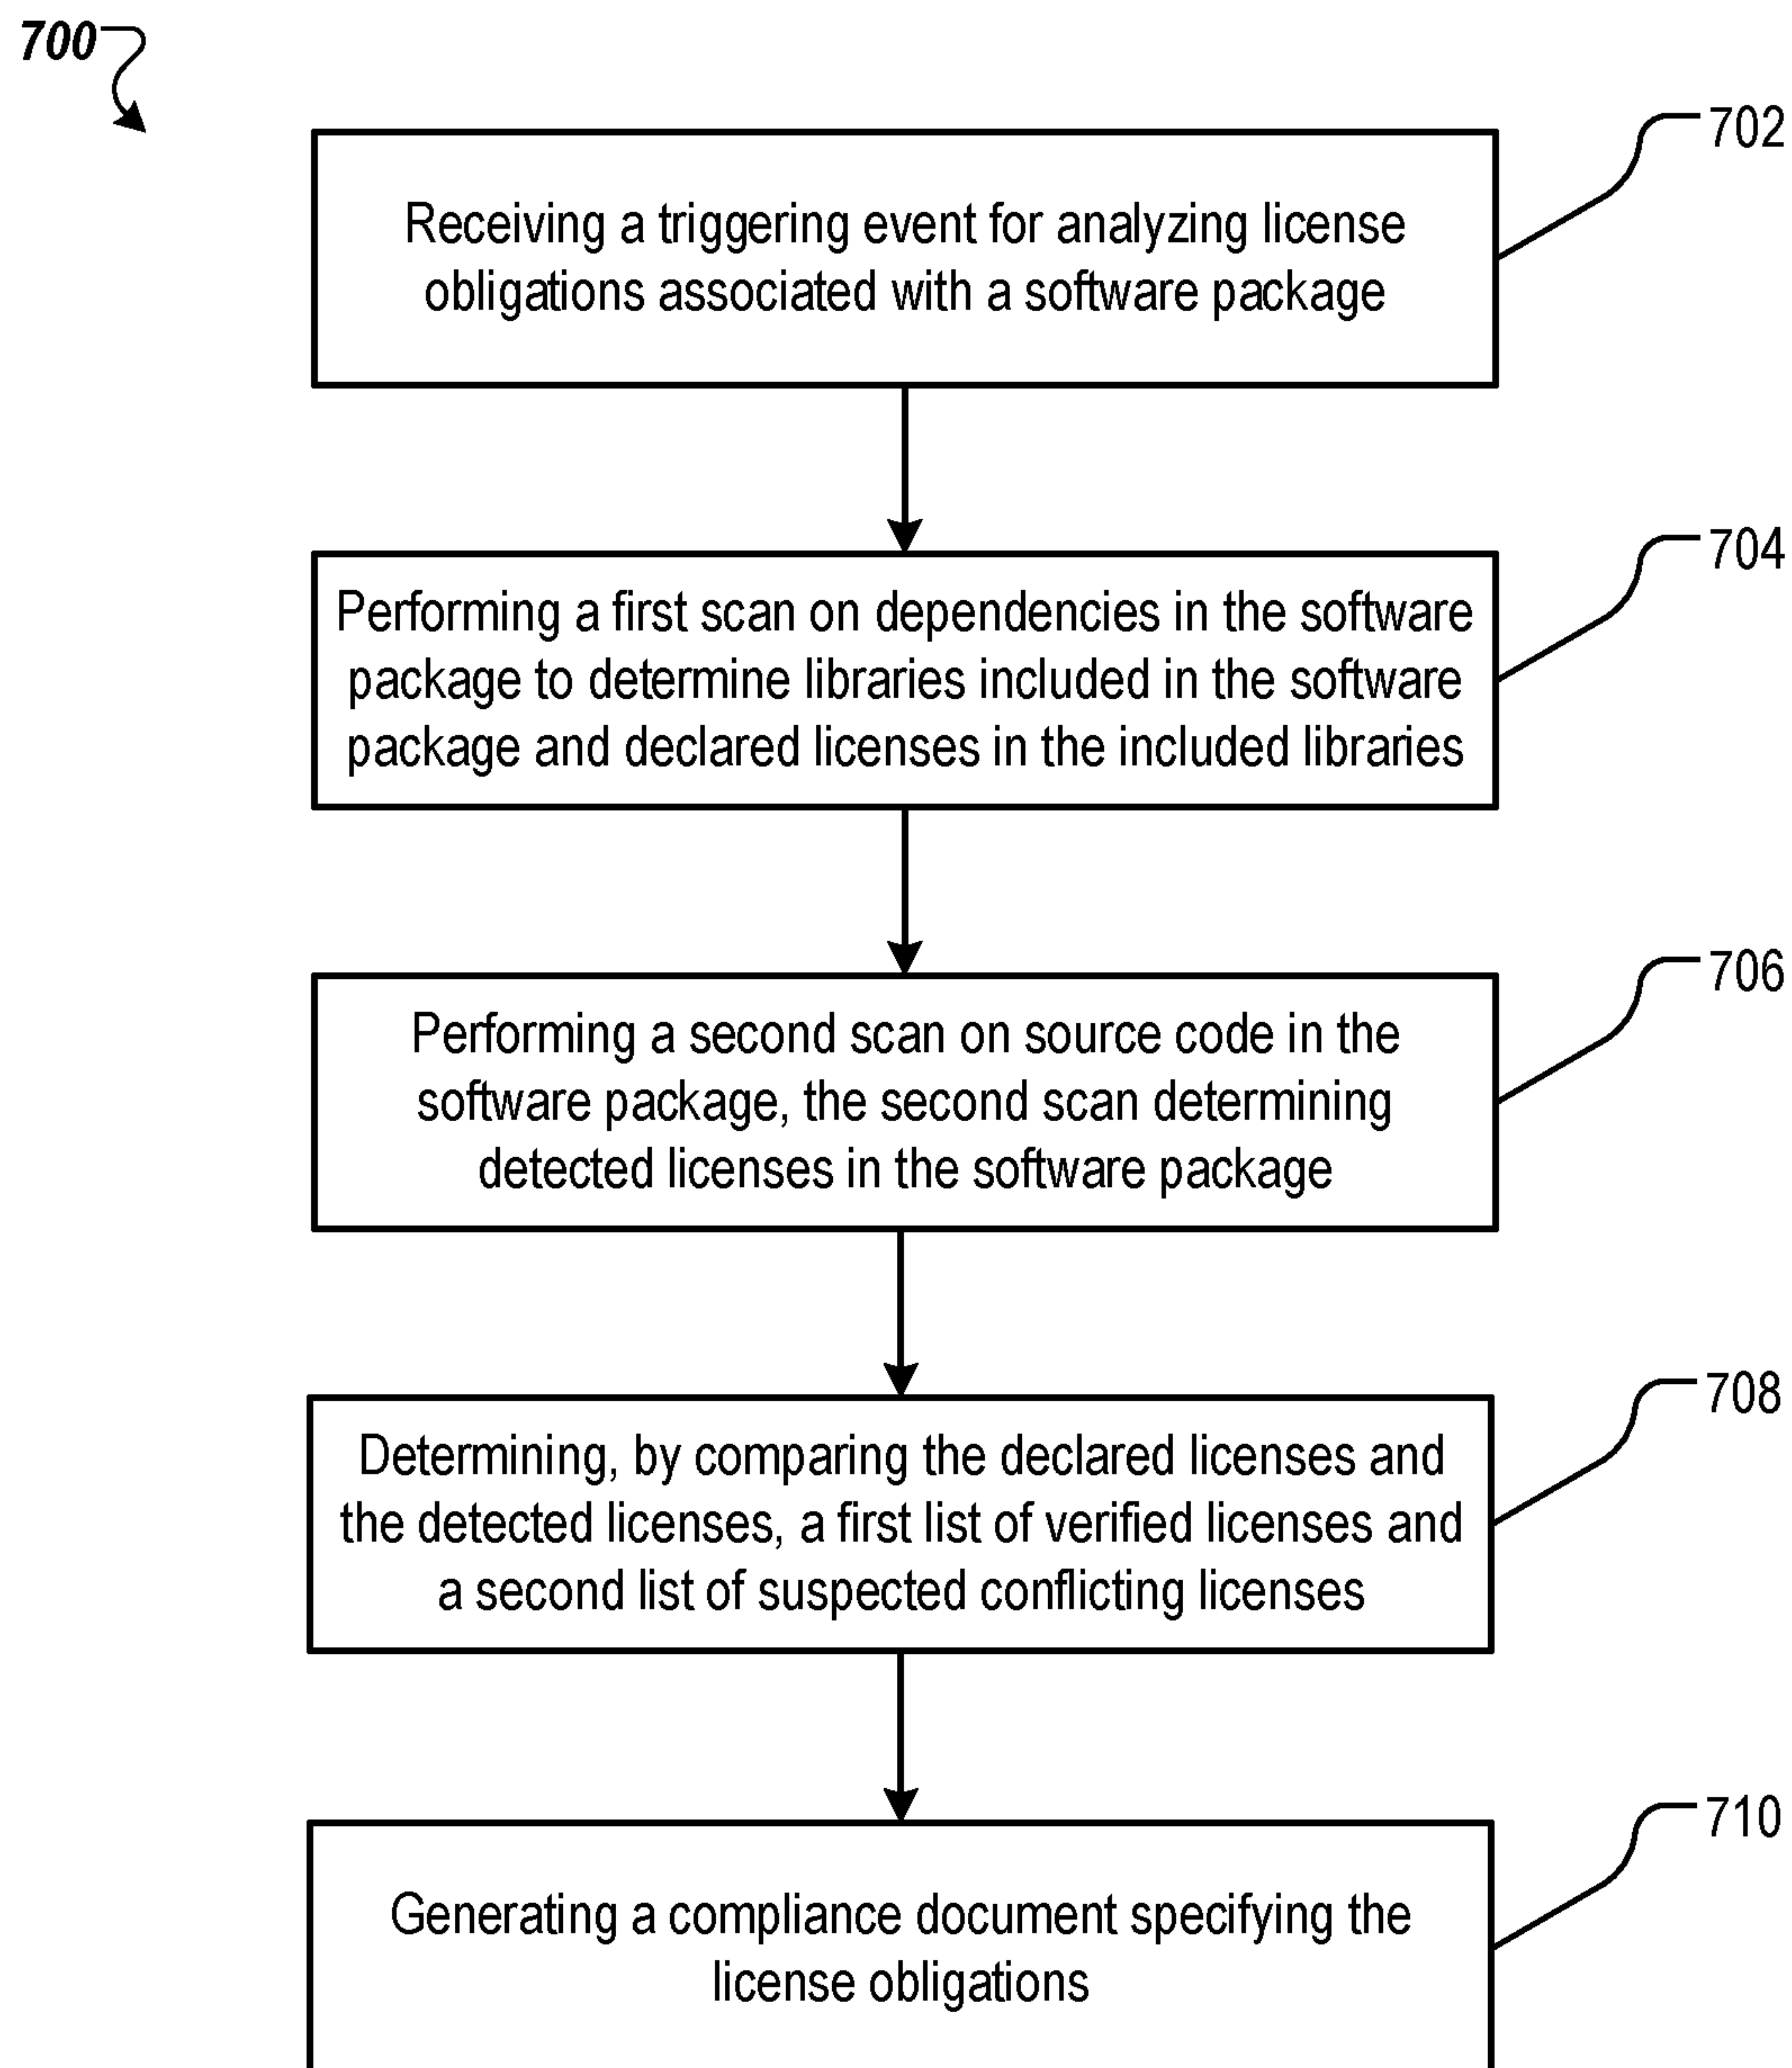 700
702
Receiving a triggering event for analyzing license
obligations associated with a software package
704
Performing a first scan on dependencies in the software
package to determine libraries included in the software
package and declared licenses in the included libraries
706
Performing a second scan on source code in the
software package, the second scan determining
detected licenses in the software package
708
Determining, by comparing the declared licenses and
the detected licenses, a first list of verified licenses and
a second list of suspected conflicting licenses
710
Generating a compliance document specifying the
license obligations